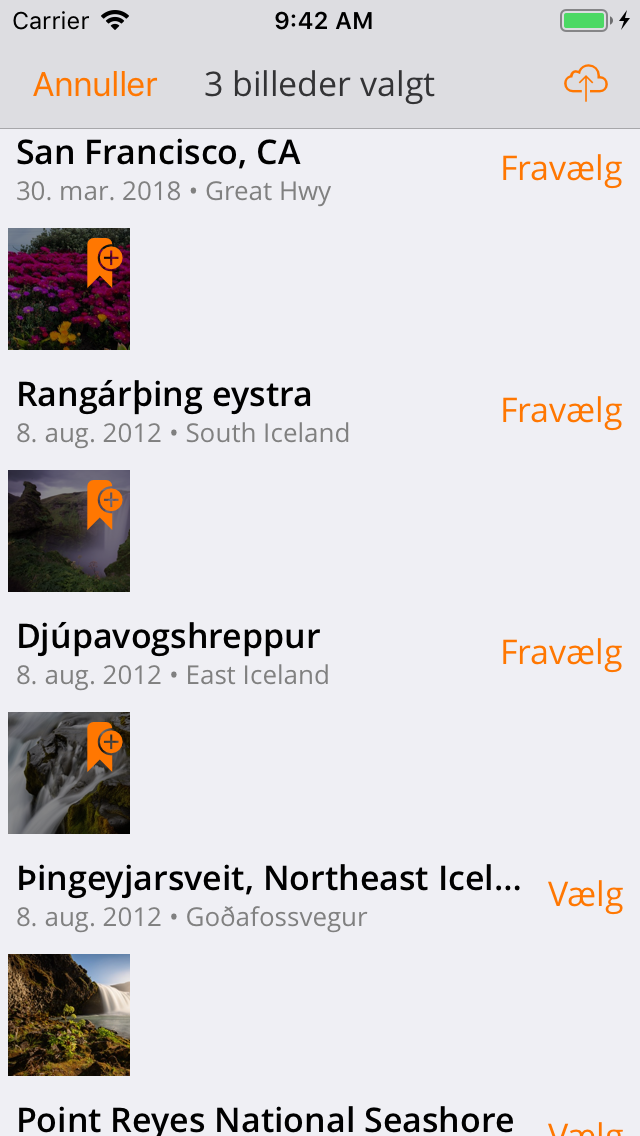 Carrier 9:42 AM
Annuller 3 billeder valgt
San Francisco, CA
Fravælg
30. mar. 2018 • Great Hwy
Rangárþing eystra
Fravælg
8. aug. 2012 • South Iceland
Djúpavogshreppur
Fravælg
8. aug. 2012 • East Iceland
Þingeyjarsveit, Northeast Icel...
Vælg
8. aug. 2012 • Goðafossvegur
Point Reyes National Seashore
Vælg